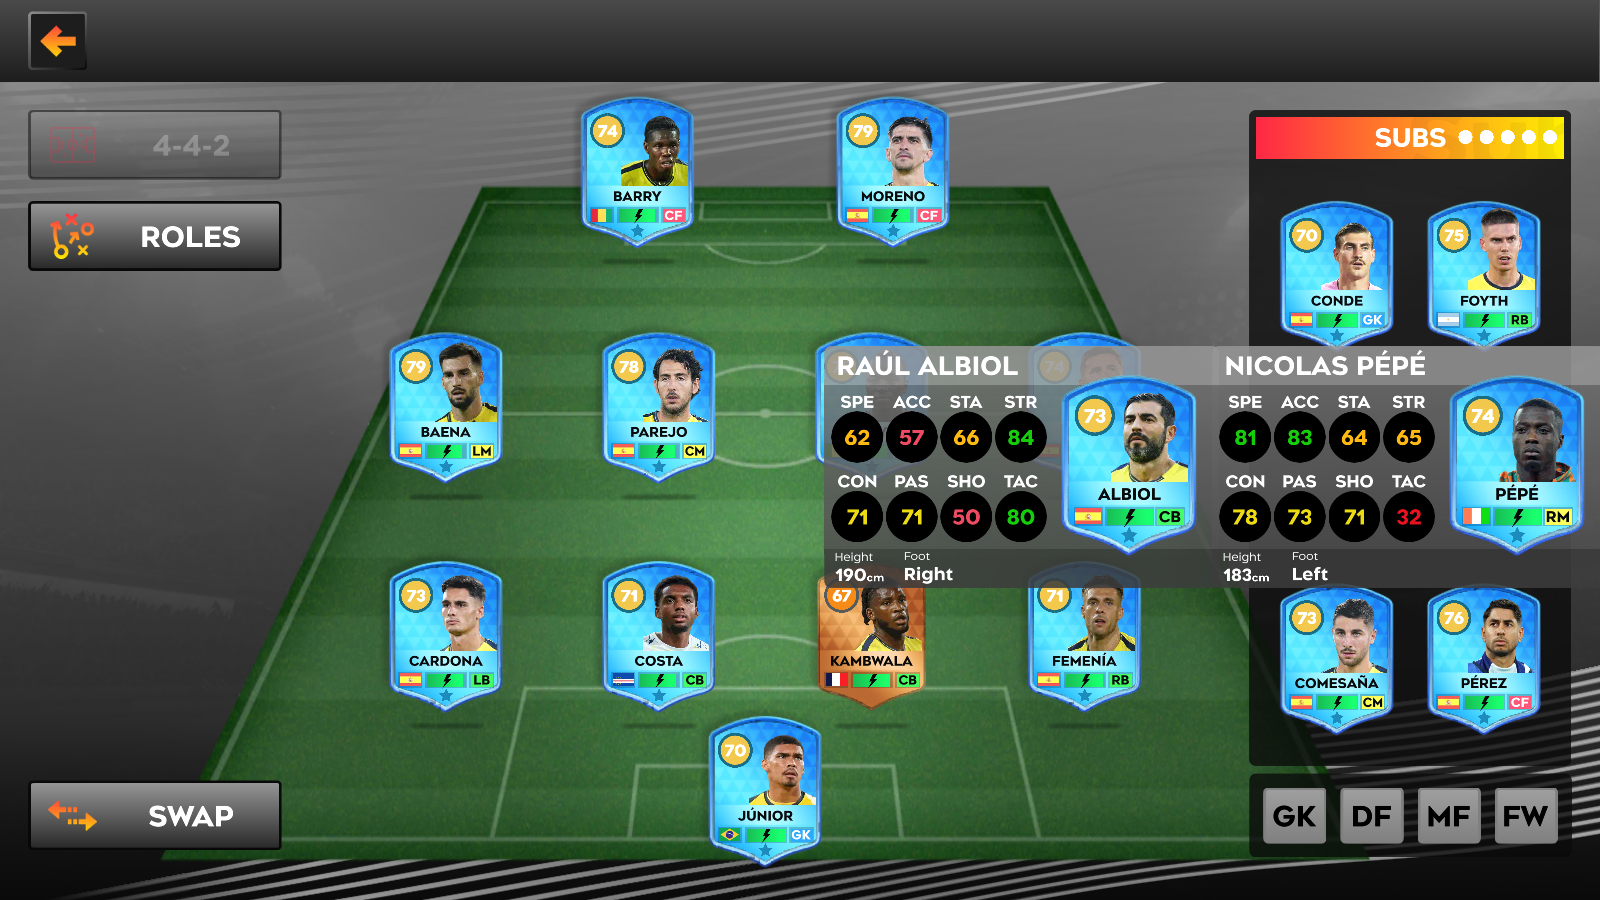 4-4-2
ROLES
SWAP
74
BARRY
CF
79
MORENO
CF
79
BAENA
LM
78
PAREJO
CM
74
73
CARDONA
LB
71
COSTA
CB
67
KAMBWALA
CB
71
FEMENÍA
RB
70
JÚNIOR
GK
SUBS
70
CONDE
GK
75
FOYTH
RB
RAÚL ALBIOL
SPE ACC STA STR
62 57 66 84
CON PAS SHO TAC
71 71 50 80
Height Foot
190cm Right
73
ALBIOL
CB
NICOLAS PÉPÉ
SPE ACC STA STR
81 83 64 65
CON PAS SHO TAC
78 73 71 32
Height Foot
183cm Left
74
PÉPÉ
RM
73
COMESAÑA
CM
76
PÉREZ
CF
GK DF MF FW